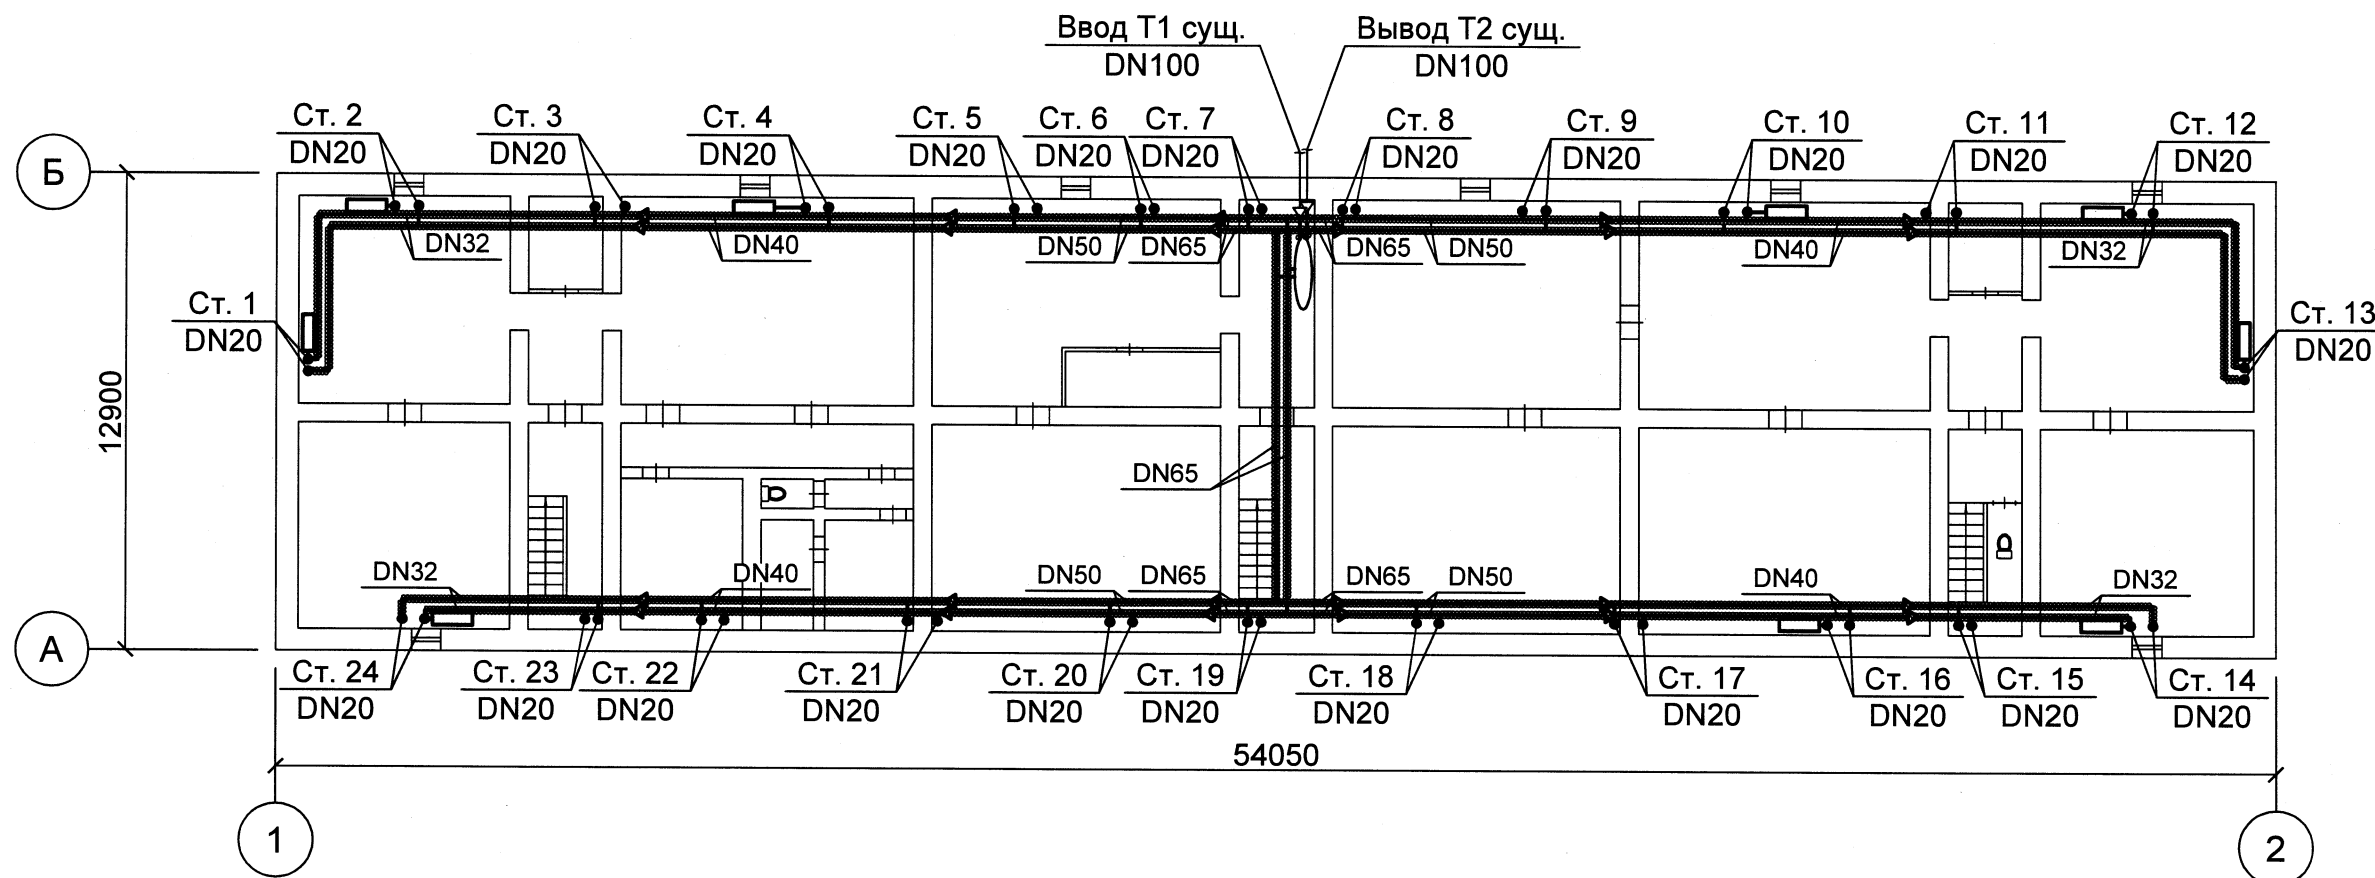 Ввод Т1 сущ.
DN100
Вывод Т2 сущ.
DN100
Ст. 2
DN20
Ст. 3
DN20
Ст. 4
DN20
Ст. 5
DN20
Ст. 6
DN20
Ст. 7
DN20
Ст. 8
DN20
Ст. 9
DN20
Ст. 10
DN20
Ст. 11
DN20
Ст. 12
DN20
Б
DN32
DN40
DN50
DN65
DN65
DN50
DN40
DN32
Ст. 1
DN20
Ст. 13
DN20
12900
DN65
DN32
DN40
DN50
DN65
DN65
DN50
DN40
DN32
А
Ст. 24
DN20
Ст. 23
DN20
Ст. 22
DN20
Ст. 21
DN20
Ст. 20
DN20
Ст. 19
DN20
Ст. 18
DN20
Ст. 17
DN20
Ст. 16
DN20
Ст. 15
DN20
Ст. 14
DN20
54050
1
2